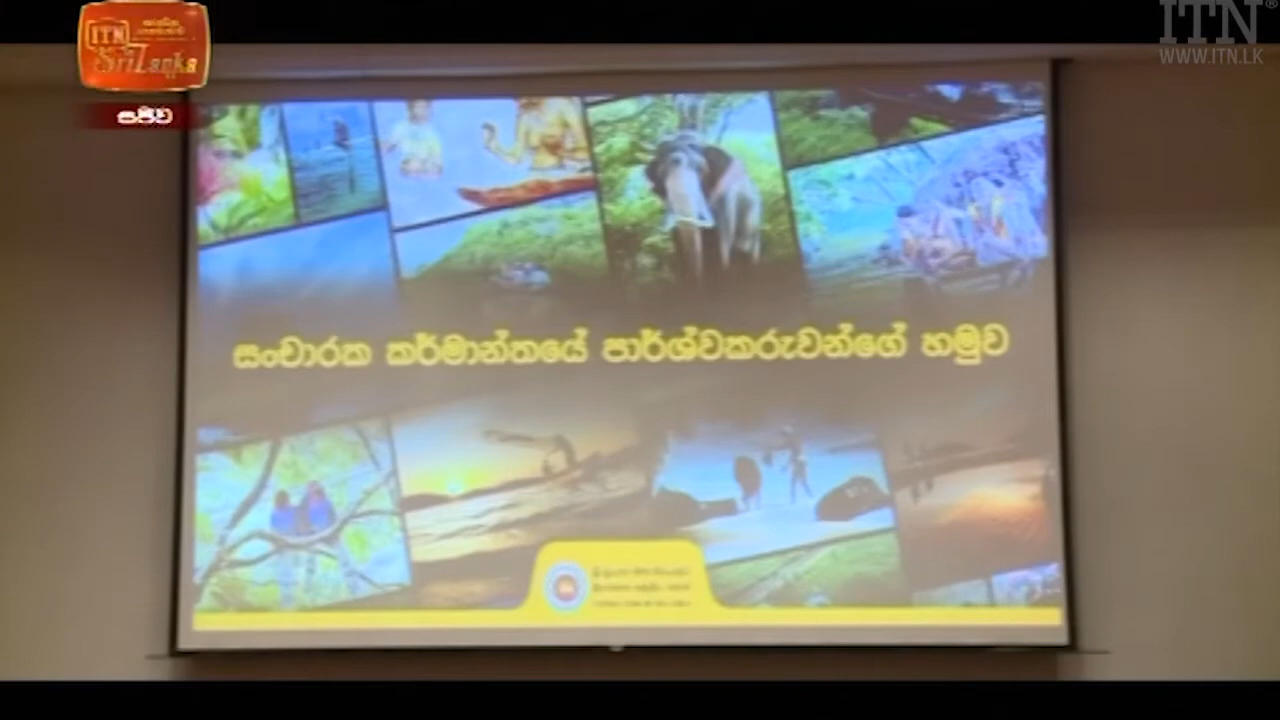 ITN
Sri Lanka
සජීව
ITN®
WWW.ITN.LK
සංචාරක කර්මාන්තයේ පාර්ශ්වකරුවන්ගේ හමුව